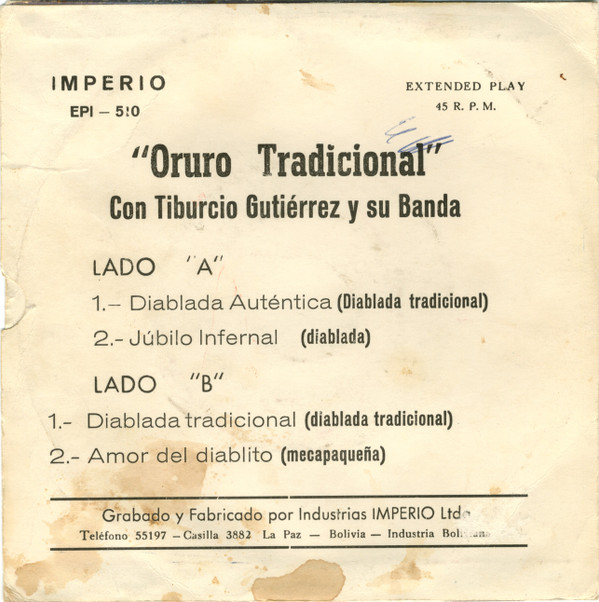 IMPERIO
EPI – 510
EXTENDED PLAY
45 R. P. M.
"Oruro Tradicional"
Con Tiburcio Gutiérrez y su Banda
LADO "A"
1.– Diablada Auténtica (Diablada tradicional)
2.- Júbilo Infernal (diablada)
LADO "B"
1.- Diablada tradicional (diablada tradicional)
2.- Amor del diablito (mecapaqueña)
Grabado y Fabricado por Industrias IMPERIO Ltda
Teléfono 55197 – Casilla 3882 La Paz – Bolivia – Industria Boliviana